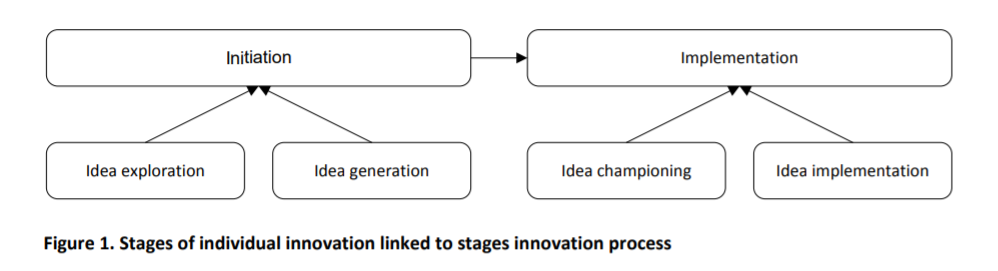 Initiation
Implementation
Idea exploration
Idea generation
Idea championing
Idea implementation
Figure 1. Stages of individual innovation linked to stages innovation process